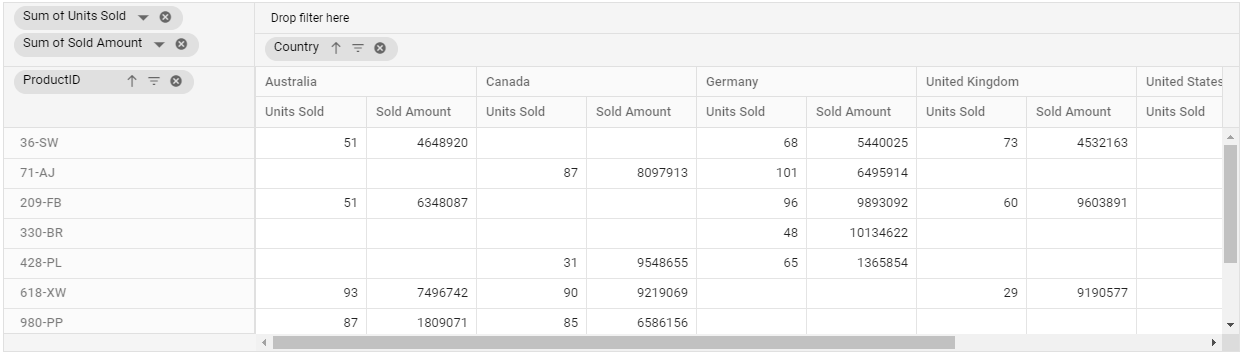 Sum of Units Sold
Drop filter here
Sum of Sold Amount
Country
ProductID
Australia Canada Germany United Kingdom United States
Units Sold Sold Amount Units Sold Sold Amount Units Sold Sold Amount Units Sold Sold Amount Units Sold
36-SW 51 4648920 68 5440025 73 4532163
71-AJ 87 8097913 101 6495914
209-FB 51 6348087 96 9893092 60 9603891
330-BR 48 10134622
428-PL 31 9548655 65 1365854
618-XW 93 7496742 90 9219069 29 9190577
980-PP 87 1809071 85 6586156